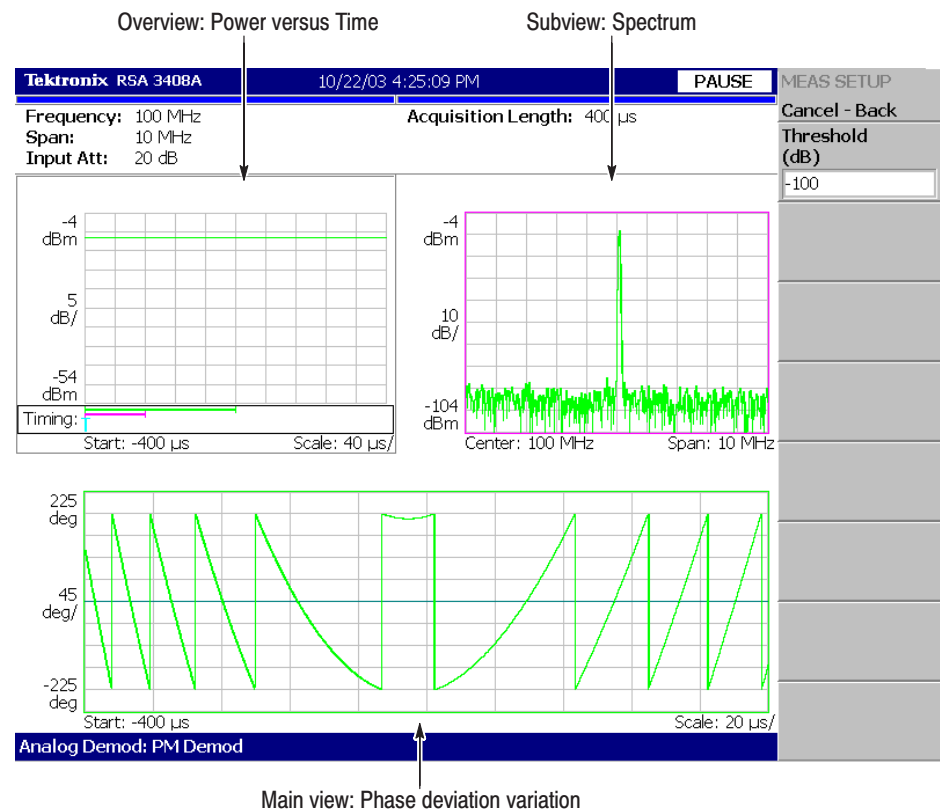 Overview: Power versus Time
Subview: Spectrum
Tektronix RSA 3408A
10/22/03 4:25:09 PM
PAUSE
MEAS SETUP
Cancel - Back
Threshold
(dB)
-100
Frequency: 100 MHz
Span: 10 MHz
Input Att: 20 dB
Acquisition Length: 400 µs
-4
dBm
5
dB/
-54
dBm
Timing:
T
Start: -400 µs
Scale: 40 µs/
-4
dBm
10
dB/
-104
dBm
Center: 100 MHz
Span: 10 MHz
225
deg
45
deg/
-225
deg
Start: -400 µs
Scale: 20 µs/
Analog Demod: PM Demod
Main view: Phase deviation variation